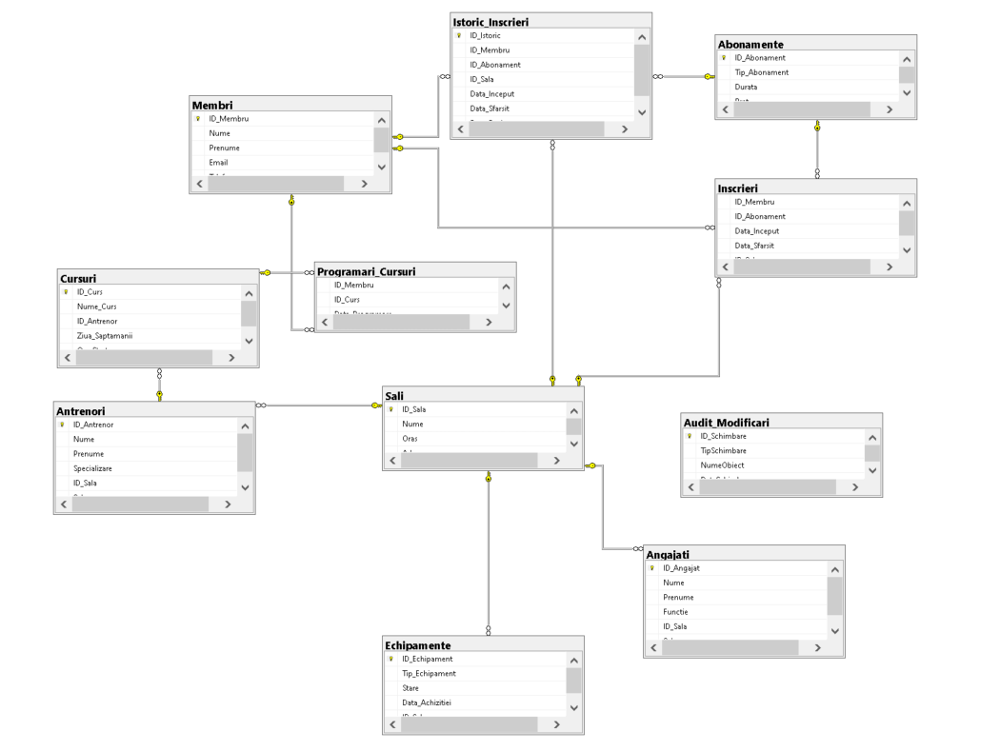 Istoric_Inscrieri
ID_Istoric
ID_Membru
ID_Abonament
ID_Sala
Data_Inceput
Data_Sfarsit
Abonamente
ID_Abonament
Tip_Abonament
Durata
Membri
ID_Membru
Nume
Prenume
Email
Inscrieri
ID_Membru
ID_Abonament
Data_Inceput
Data_Sfarsit
Cursuri
ID_Curs
Nume_Curs
ID_Antrenor
Ziua_Saptamanii
Programari_Cursuri
ID_Membru
ID_Curs
Antrenori
ID_Antrenor
Nume
Prenume
Specializare
ID_Sala
Sali
ID_Sala
Nume
Oras
Audit_Modificari
ID_Schimbare
TipSchimbare
NumeObiect
Angajati
ID_Angajat
Nume
Prenume
Functie
ID_Sala
Echipamente
ID_Echipament
Tip_Echipament
Stare
Data_Achizitiei